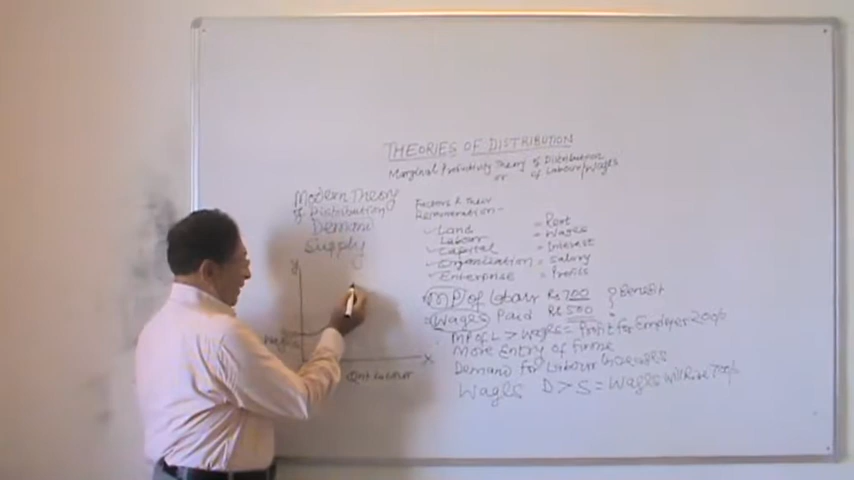 THEORIES OF DISTRIBUTION
Marginal Productivity Theory of Distribution
or of Labour/Wages
Modern Theory
of Distribution
Demand
Supply
Factors & their
Remuneration -
Land = Rent
Labour = Wages
Capital = Interest
Organisation = Salary
Enterprise = Profits
MP of Labour Rs 700 Benefit
Wages Paid Rs 500
MP of L > Wages = Profit for Employer 200/-
More Entry of Firms
Demand for Labour Increases
Wages D > S = Wages will Rise 700/-
Y
X